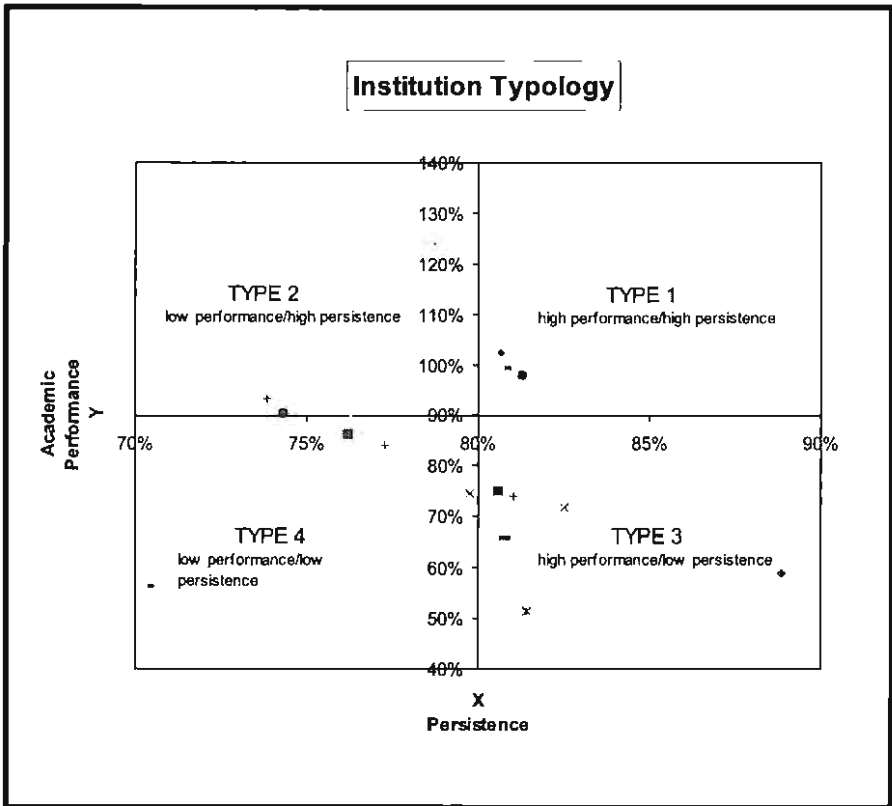 Institution Typology
140%
130%
120%
110%
100%
90%
80%
70%
60%
50%
40%
70%
75%
80%
85%
90%
TYPE 2
low performance/high persistence
TYPE 1
high performance/high persistence
TYPE 4
low performance/low
persistence
TYPE 3
high performance/low persistence
Academic
Performance
Y
X
Persistence